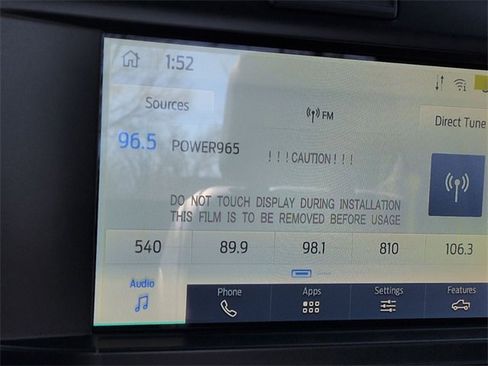 1:52
Sources
FM
Direct Tune
96.5 POWER965
!!!CAUTION!!!
DO NOT TOUCH DISPLAY DURING INSTALLATION
THIS FILM IS TO BE REMOVED BEFORE USAGE
540 89.9 98.1 810 106.3
Audio Phone Apps Settings Features